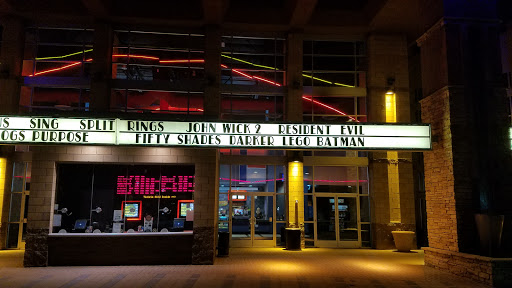 S SING SPLIT RINGS JOHN WICK 2 RESIDENT EVIL
OGS PURPOSE FIFTY SHADES DARKER LEGO BATMAN